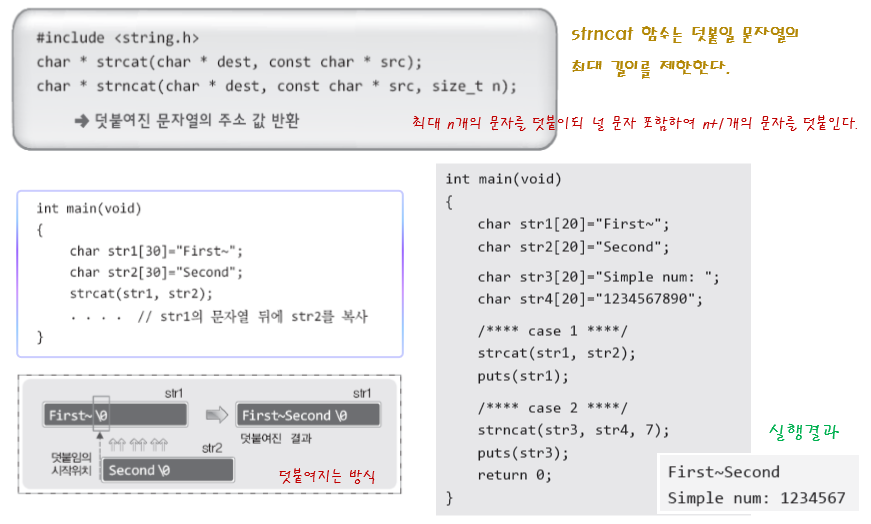 #include <string.h>
char * strcat(char * dest, const char * src);
char * strncat(char * dest, const char * src, size_t n);
➔ 덧붙여진 문자열의 주소 값 반환
strncat 함수는 덧붙일 문자열의
최대 길이를 제한한다.
최대 n개의 문자를 덧붙이되 널 문자 포함하여 n+1개의 문자를 덧붙인다.
int main(void)
{
char str1[30]="First~";
char str2[30]="Second";
strcat(str1, str2);
. . . . // str1의 문자열 뒤에 str2를 복사
}
str1
First~ \0
덧붙임의
시작위치
str2
Second \0
str1
First~Second \0
덧붙여진 결과
덧붙여지는 방식
int main(void)
{
char str1[20]="First~";
char str2[20]="Second";
char str3[20]="Simple num: ";
char str4[20]="1234567890";
/**** case 1 ****/
strcat(str1, str2);
puts(str1);
/**** case 2 ****/
strncat(str3, str4, 7);
puts(str3);
return 0;
}
실행결과
First~Second
Simple num: 1234567